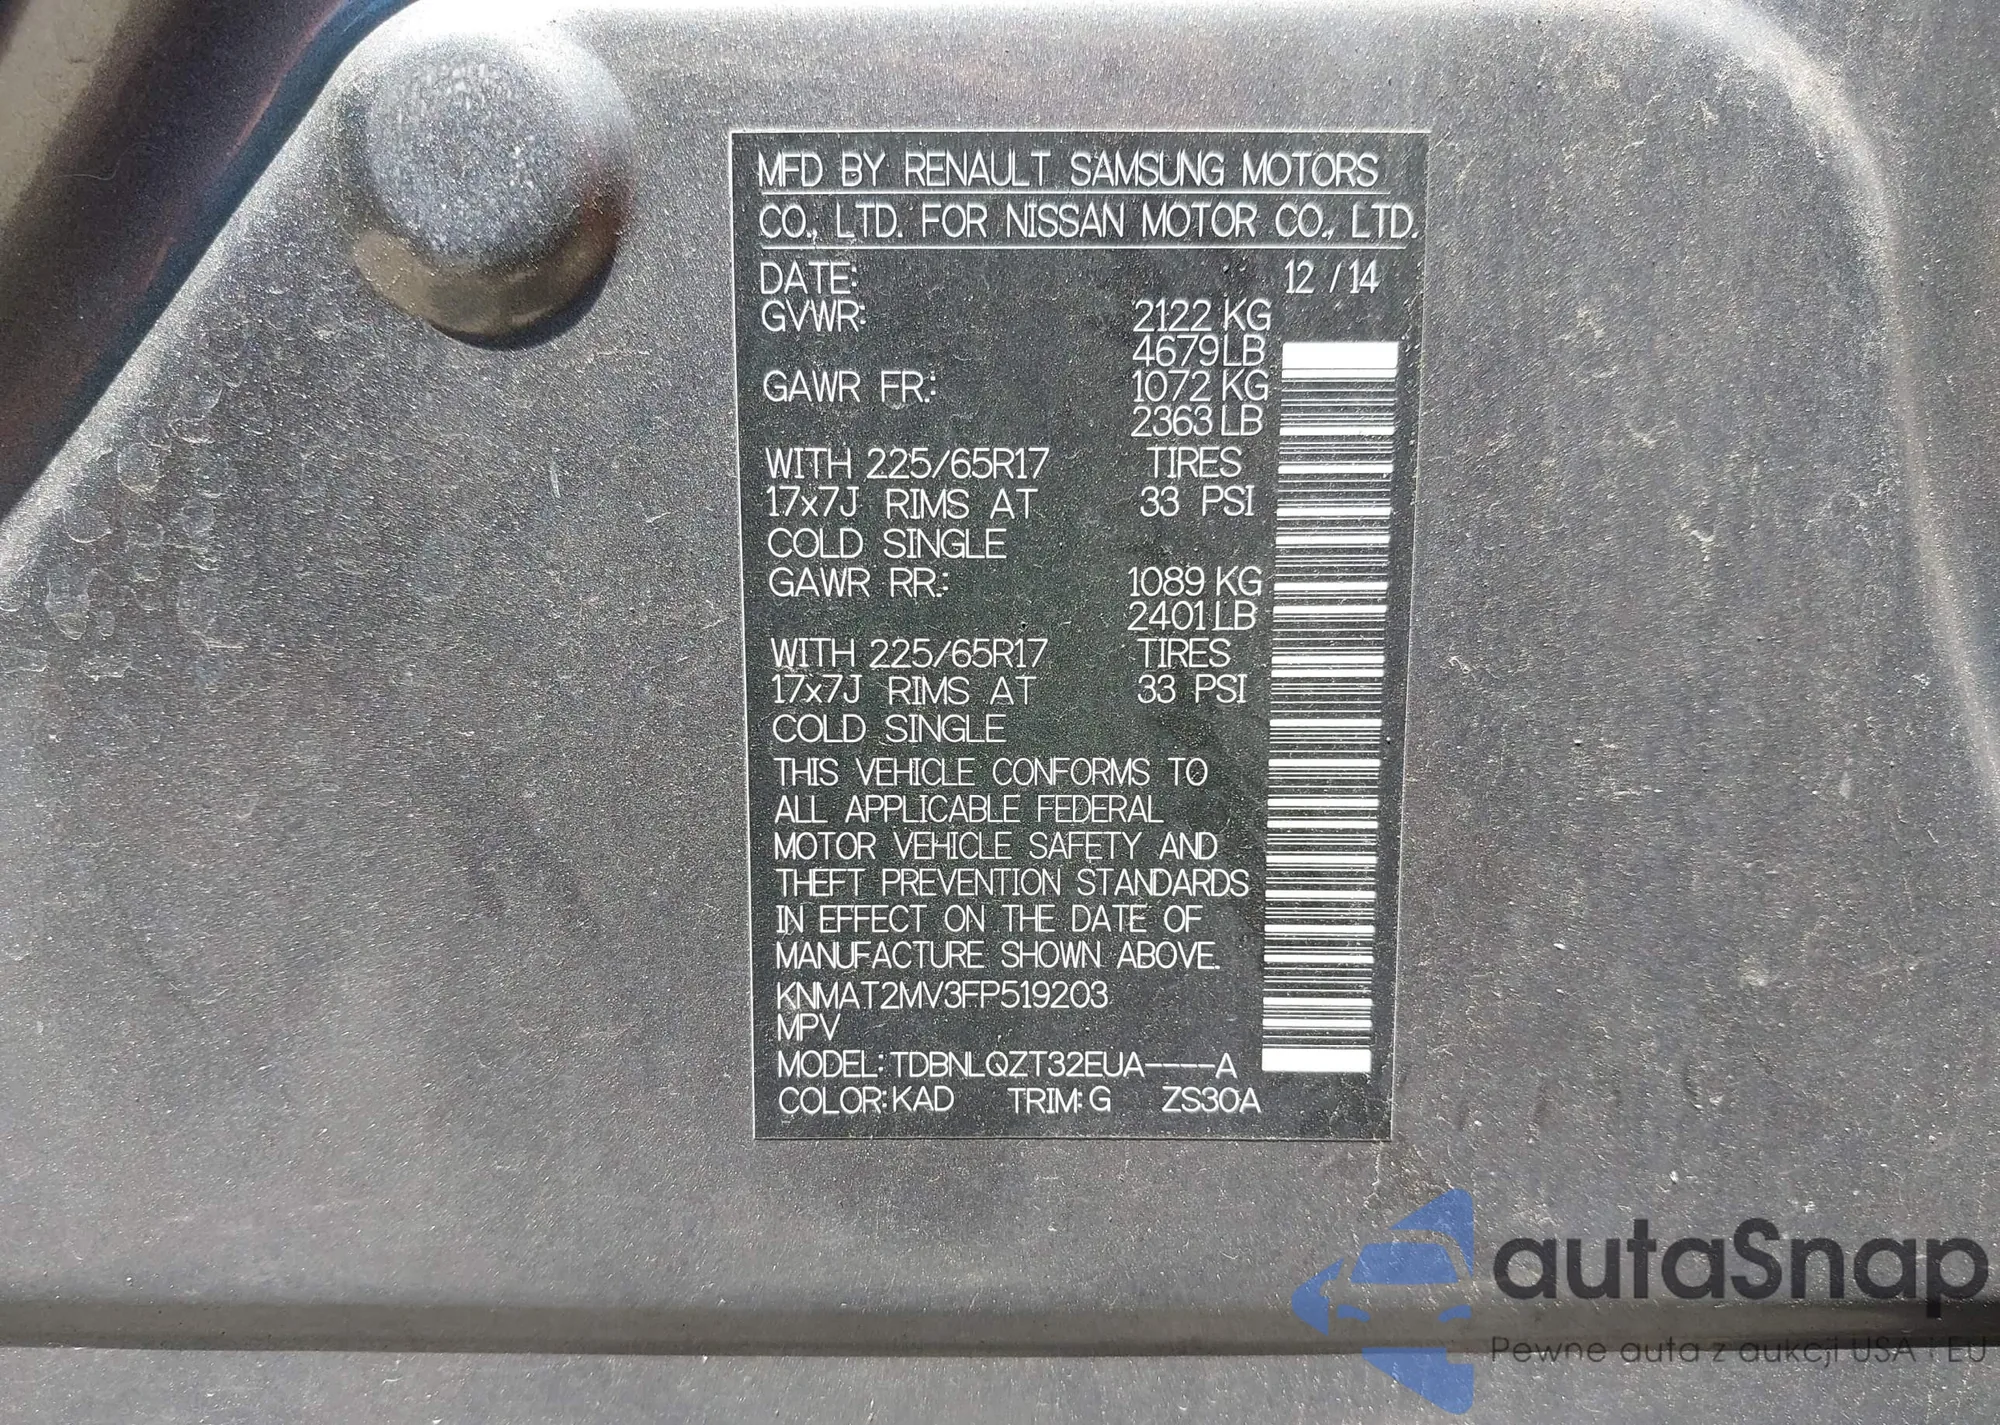 MFD BY RENAULT SAMSUNG MOTORS
CO., LTD. FOR NISSAN MOTOR CO., LTD.
DATE: 12 / 14
GVWR: 2122 KG
4679 LB
GAWR FR.: 1072 KG
2363 LB
WITH 225/65R17 TIRES
17x7J RIMS AT 33 PSI
COLD SINGLE
GAWR RR.: 1089 KG
2401 LB
WITH 225/65R17 TIRES
17x7J RIMS AT 33 PSI
COLD SINGLE
THIS VEHICLE CONFORMS TO
ALL APPLICABLE FEDERAL
MOTOR VEHICLE SAFETY AND
THEFT PREVENTION STANDARDS
IN EFFECT ON THE DATE OF
MANUFACTURE SHOWN ABOVE.
KNMAT2MV3FP519203
MPV
MODEL: TDBNLQZT32EUA----A
COLOR: KAD TRIM: G ZS30A
autaSnap
Pewne auta z aukcji USA i EU